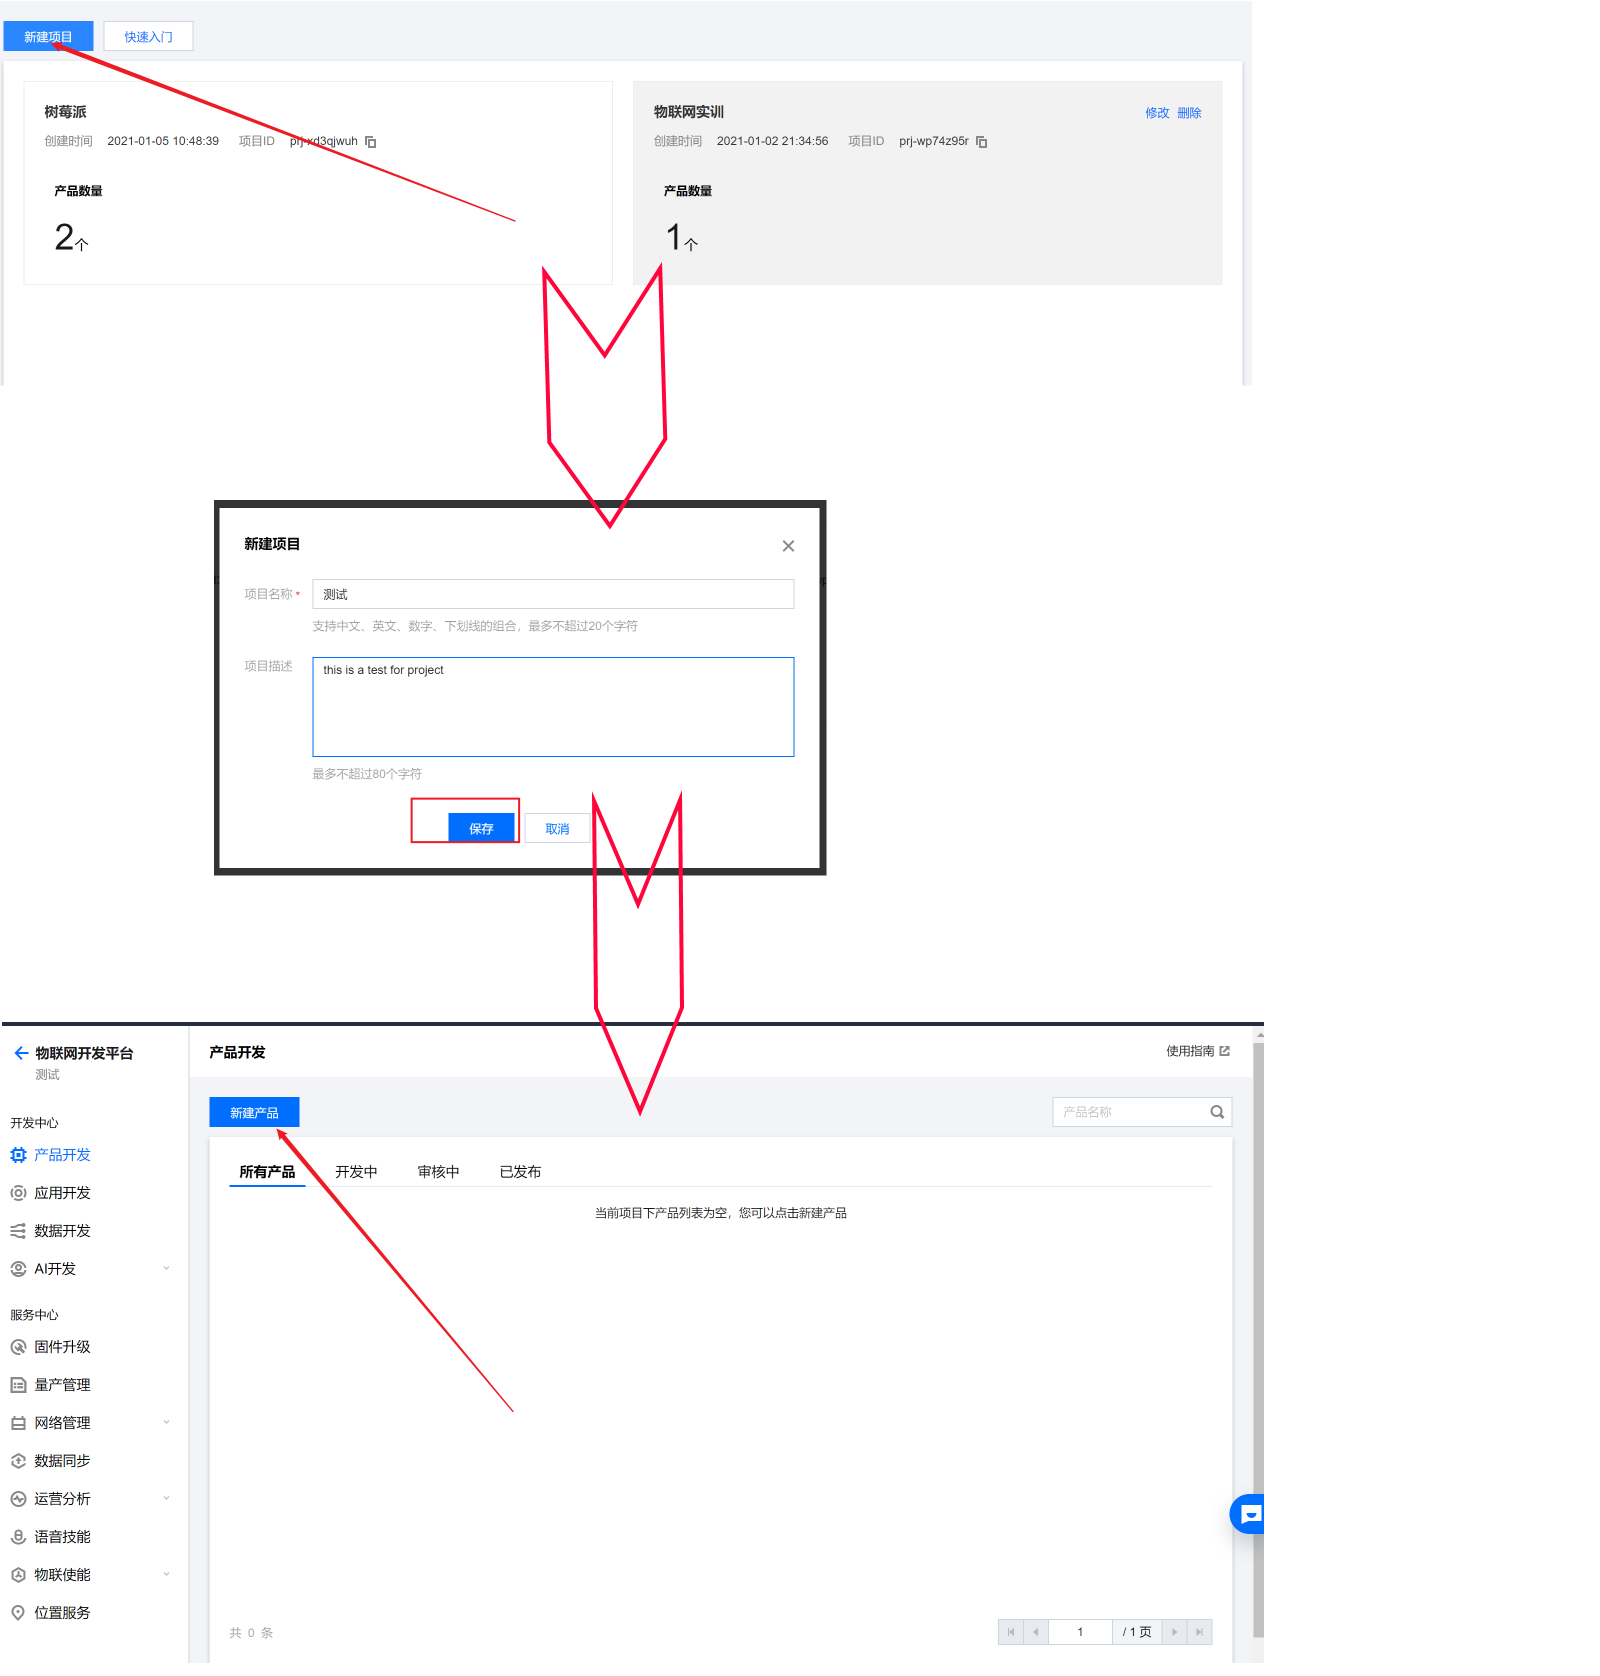 新建项目 快速入门
树莓派
创建时间 2021-01-05 10:48:39 项目ID prj-xd3qjwuh
产品数量
2个
物联网实训 修改 删除
创建时间 2021-01-02 21:34:56 项目ID prj-wp74z95r
产品数量
1个
新建项目
项目名称* 测试
支持中文、英文、数字、下划线的组合，最多不超过20个字符
项目描述 this is a test for project
最多不超过80个字符
保存 取消
物联网开发平台
测试
开发中心
产品开发
应用开发
数据开发
AI开发
服务中心
固件升级
量产管理
网络管理
数据同步
运营分析
语音技能
物联使能
位置服务
产品开发 使用指南
新建产品 产品名称
所有产品 开发中 审核中 已发布
当前项目下产品列表为空，您可以点击新建产品
共 0 条 1 / 1 页